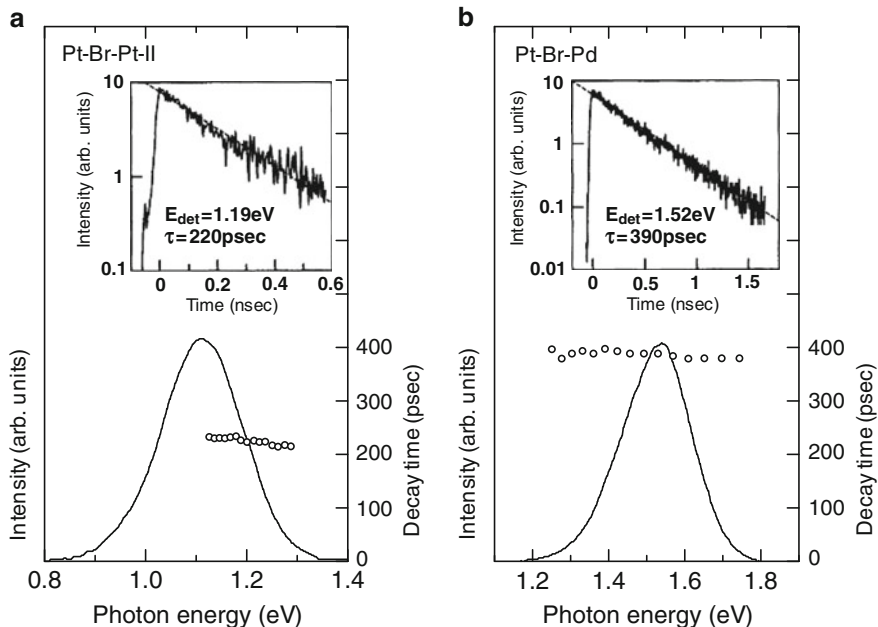 a
Pt-Br-Pt-II
Intensity (arb. units)
10
1
0.1
E_det=1.19eV
τ=220psec
0 0.2 0.4 0.6
Time (nsec)
Intensity (arb. units)
400
300
200
100
0
Decay time (psec)
0.8 1.0 1.2 1.4
Photon energy (eV)
b
Pt-Br-Pd
Intensity (arb. units)
10
1
0.1
0.01
E_det=1.52eV
τ=390psec
0 0.5 1 1.5
Time (nsec)
Intensity (arb. units)
400
300
200
100
0
Decay time (psec)
1.2 1.4 1.6 1.8
Photon energy (eV)